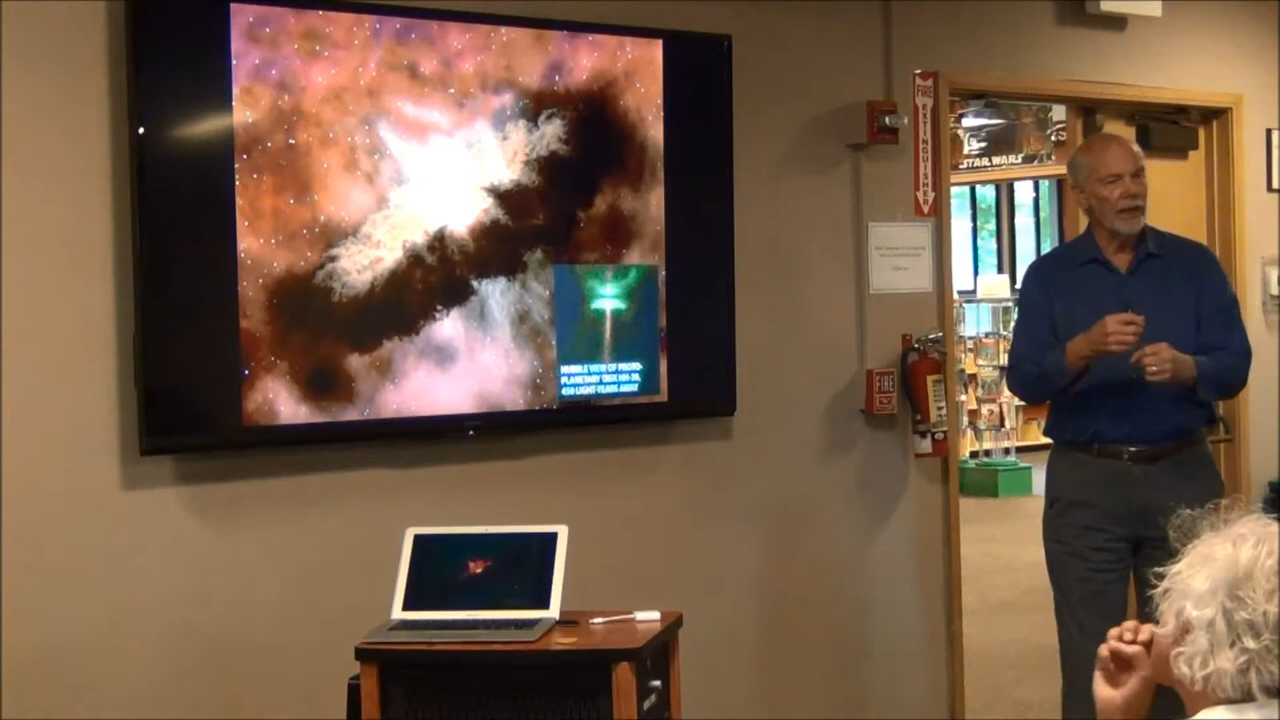 HUBBLE VIEW OF PROTO-
PLANETARY DISK HH-30,
450 LIGHT-YEARS AWAY
FIRE
EXTINGUISHER
STAR WARS
FIRE